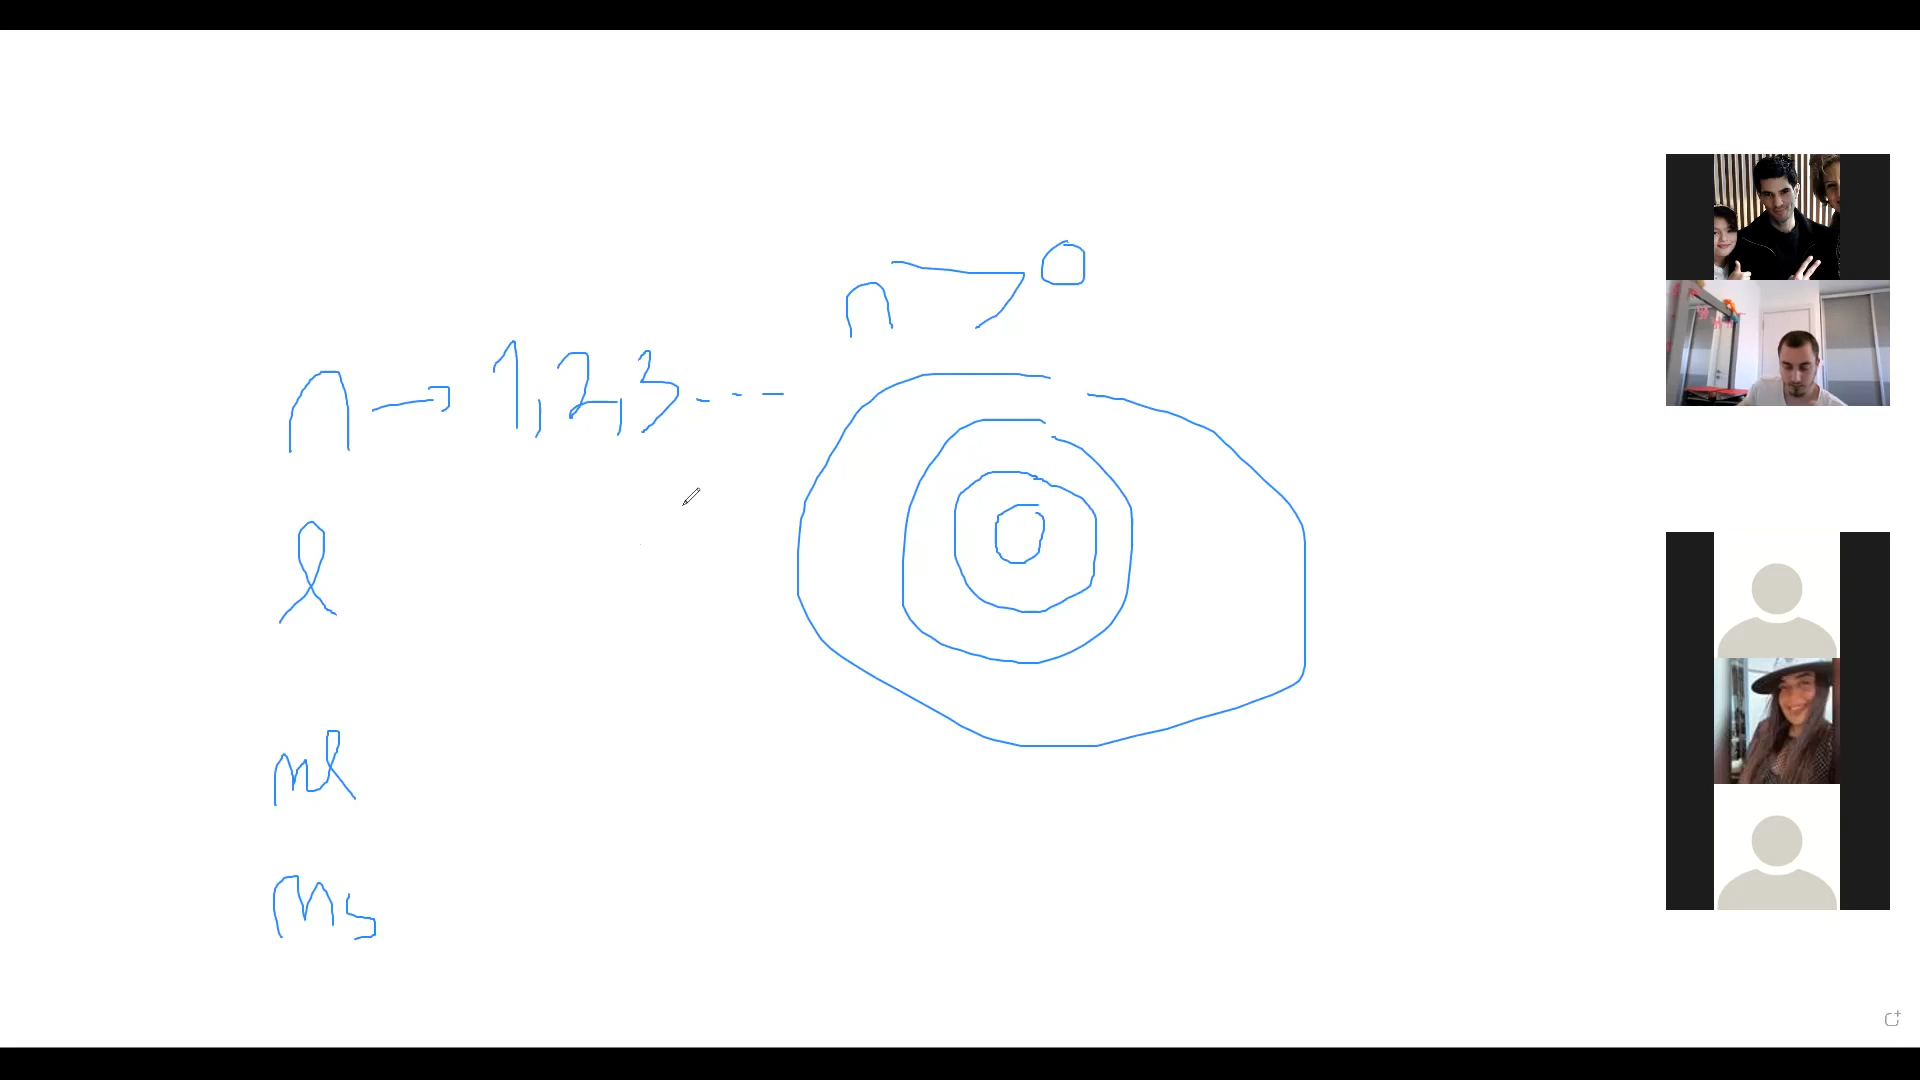 n → 0
n → 1, 2, 3 - - -
l
ml
ms